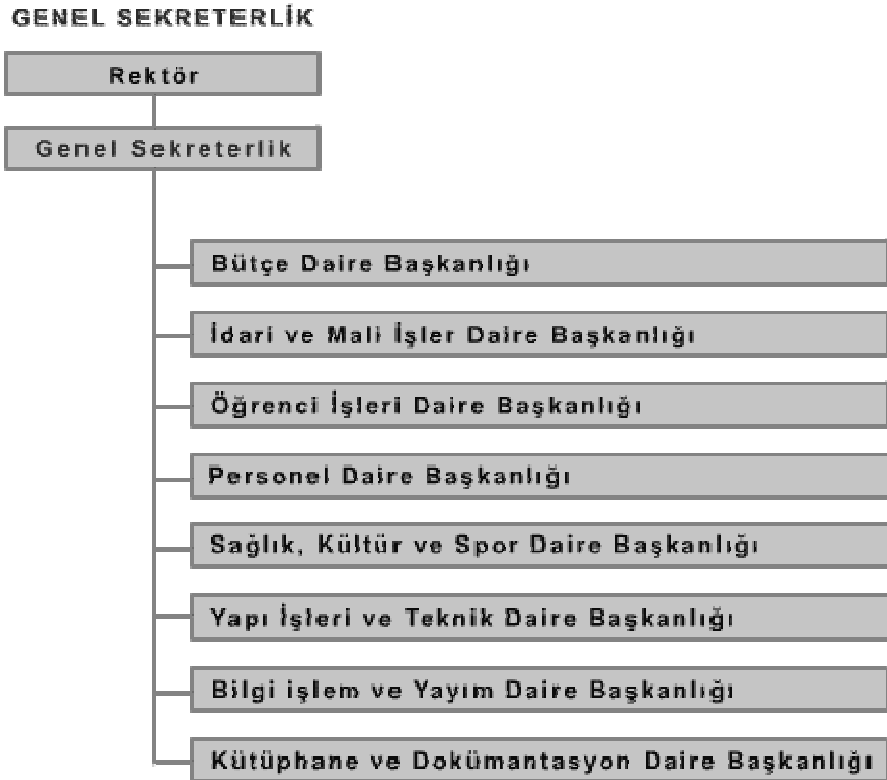 GENEL SEKRETERLİK
Rektör
Genel Sekreterlik
Bütçe Daire Başkanlığı
İdari ve Mali İşler Daire Başkanlığı
Öğrenci İşleri Daire Başkanlığı
Personel Daire Başkanlığı
Sağlık, Kültür ve Spor Daire Başkanlığı
Yapı İşleri ve Teknik Daire Başkanlığı
Bilgi işlem ve Yayım Daire Başkanlığı
Kütüphane ve Dokümantasyon Daire Başkanlığı